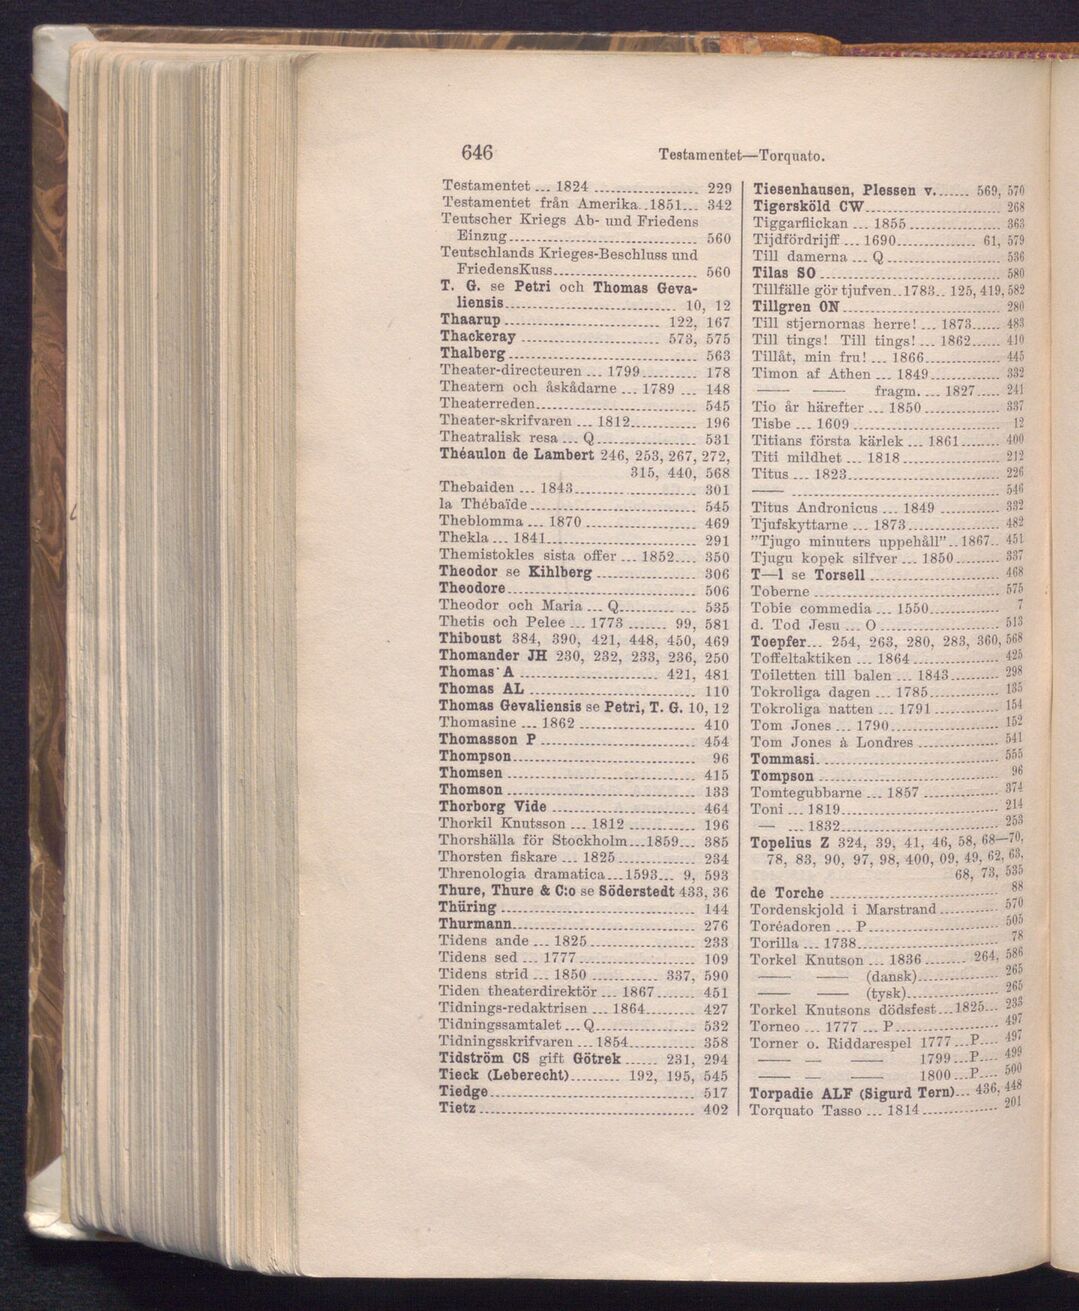 646
Testamentet—Torquato.
Testamentet ... 1824 ... 229
Testamentet från Amerika..1851... 342
Teutscher Kriegs Ab- und Friedens
Einzug ... 560
Teutschlands Krieges-Beschluss und
FriedensKuss ... 560
T. G. se Petri och Thomas Geva-
liensis ... 10, 12
Thaarup ... 122, 167
Thackeray ... 573, 575
Thalberg ... 563
Theater-directeuren ... 1799 ... 178
Theatern och åskådarne ... 1789 ... 148
Theaterreden ... 545
Theater-skrifvaren ... 1812 ... 196
Theatralisk resa ... Q ... 531
Théaulon de Lambert 246, 253, 267, 272,
315, 440, 568
Thebaiden ... 1843 ... 301
la Thébaïde ... 545
Theblomma ... 1870 ... 469
Thekla ... 1841 ... 291
Themistokles sista offer ... 1852 ... 350
Theodor se Kihlberg ... 306
Theodore ... 506
Theodor och Maria ... Q ... 535
Thetis och Pelee ... 1773 ... 99, 581
Thiboust 384, 390, 421, 448, 450, 469
Thomander JH 230, 232, 233, 236, 250
Thomas A ... 421, 481
Thomas AL ... 110
Thomas Gevaliensis se Petri, T. G. 10, 12
Thomasine ... 1862 ... 410
Thomasson P ... 454
Thompson ... 96
Thomsen ... 415
Thomson ... 133
Thorborg Vide ... 464
Thorkil Knutsson ... 1812 ... 196
Thorshälla för Stockholm...1859... 385
Thorsten fiskare ... 1825 ... 234
Threnologia dramatica...1593... 9, 593
Thure, Thure & C:o se Söderstedt 433, 36
Thüring ... 144
Thurmann ... 276
Tidens ande ... 1825 ... 233
Tidens sed ... 1777 ... 109
Tidens strid ... 1850 ... 337, 590
Tiden theaterdirektör ... 1867 ... 451
Tidnings-redaktrisen ... 1864 ... 427
Tidningssamtalet ... Q ... 532
Tidningsskrifvaren ... 1854 ... 358
Tidström CS gift Götrek ... 231, 294
Tieck (Leberecht) ... 192, 195, 545
Tiedge ... 517
Tietz ... 402
Tiesenhausen, Plessen v. ... 569, 570
Tigersköld CW ... 268
Tiggarflickan ... 1855 ... 363
Tijdfördrijff ... 1690 ... 61, 579
Till damerna ... Q ... 536
Tilas SO ... 580
Tillfälle gör tjufven..1783.. 125, 419, 582
Tillgren ON ... 280
Till stjernornas herre! ... 1873 ... 483
Till tings! Till tings! ... 1862 ... 410
Tillåt, min fru! ... 1866 ... 445
Timon af Athen ... 1849 ... 332
—— —— fragm. ... 1827 ... 241
Tio år härefter ... 1850 ... 337
Tisbe ... 1609 ... 12
Titians första kärlek ... 1861 ... 400
Titi mildhet ... 1818 ... 212
Titus ... 1823 ... 226
—— ... 546
Titus Andronicus ... 1849 ... 332
Tjufskyttarne ... 1873 ... 482
"Tjugo minuters uppehåll"..1867.. 451
Tjugu kopek silfver ... 1850 ... 337
T—l se Torsell ... 468
Toberne ... 575
Tobie commedia ... 1550 ... 7
d. Tod Jesu ... O ... 513
Toepfer... 254, 263, 280, 283, 360, 568
Toffeltaktiken ... 1864 ... 425
Toiletten till balen ... 1843 ... 298
Tokroliga dagen ... 1785 ... 135
Tokroliga natten ... 1791 ... 154
Tom Jones ... 1790 ... 152
Tom Jones à Londres ... 541
Tommasi ... 555
Tompson ... 96
Tomtegubbarne ... 1857 ... 374
Toni ... 1819 ... 214
— ... 1832 ... 253
Topelius Z 324, 39, 41, 46, 58, 68—70,
78, 83, 90, 97, 98, 400, 09, 49, 62, 63,
68, 73, 535
de Torche ... 88
Tordenskjold i Marstrand ... 570
Toréadoren ... P ... 505
Torilla ... 1738 ... 78
Torkel Knutson ... 1836 ... 264, 586
—— —— (dansk) ... 265
—— —— (tysk) ... 265
Torkel Knutsons dödsfest...1825... 233
Torneo ... 1777 ... P ... 497
Torner o. Riddarespel 1777...P.... 497
—— — —— 1799...P.... 499
—— — —— 1800...P.... 500
Torpadie ALF (Sigurd Tern)... 436, 448
Torquato Tasso ... 1814 ... 201